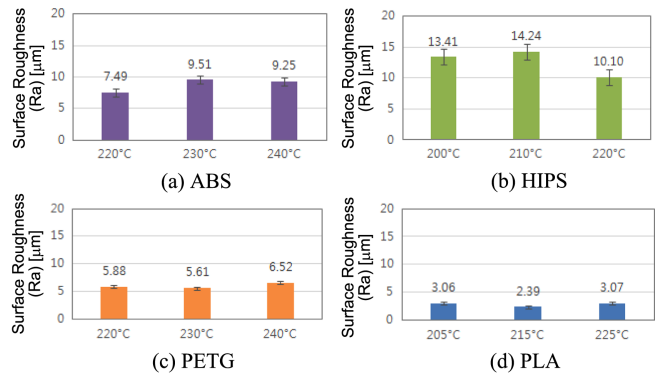 Surface Roughness
(Ra) [μm]
20
15
10
5
0
7.49
9.51
9.25
220°C
230°C
240°C
(a) ABS
Surface Roughness
(Ra) [μm]
20
15
10
5
0
13.41
14.24
10.10
200°C
210°C
220°C
(b) HIPS
Surface Roughness
(Ra) [μm]
20
15
10
5
0
5.88
5.61
6.52
220°C
230°C
240°C
(c) PETG
Surface Roughness
(Ra) [μm]
20
15
10
5
0
3.06
2.39
3.07
205°C
215°C
225°C
(d) PLA